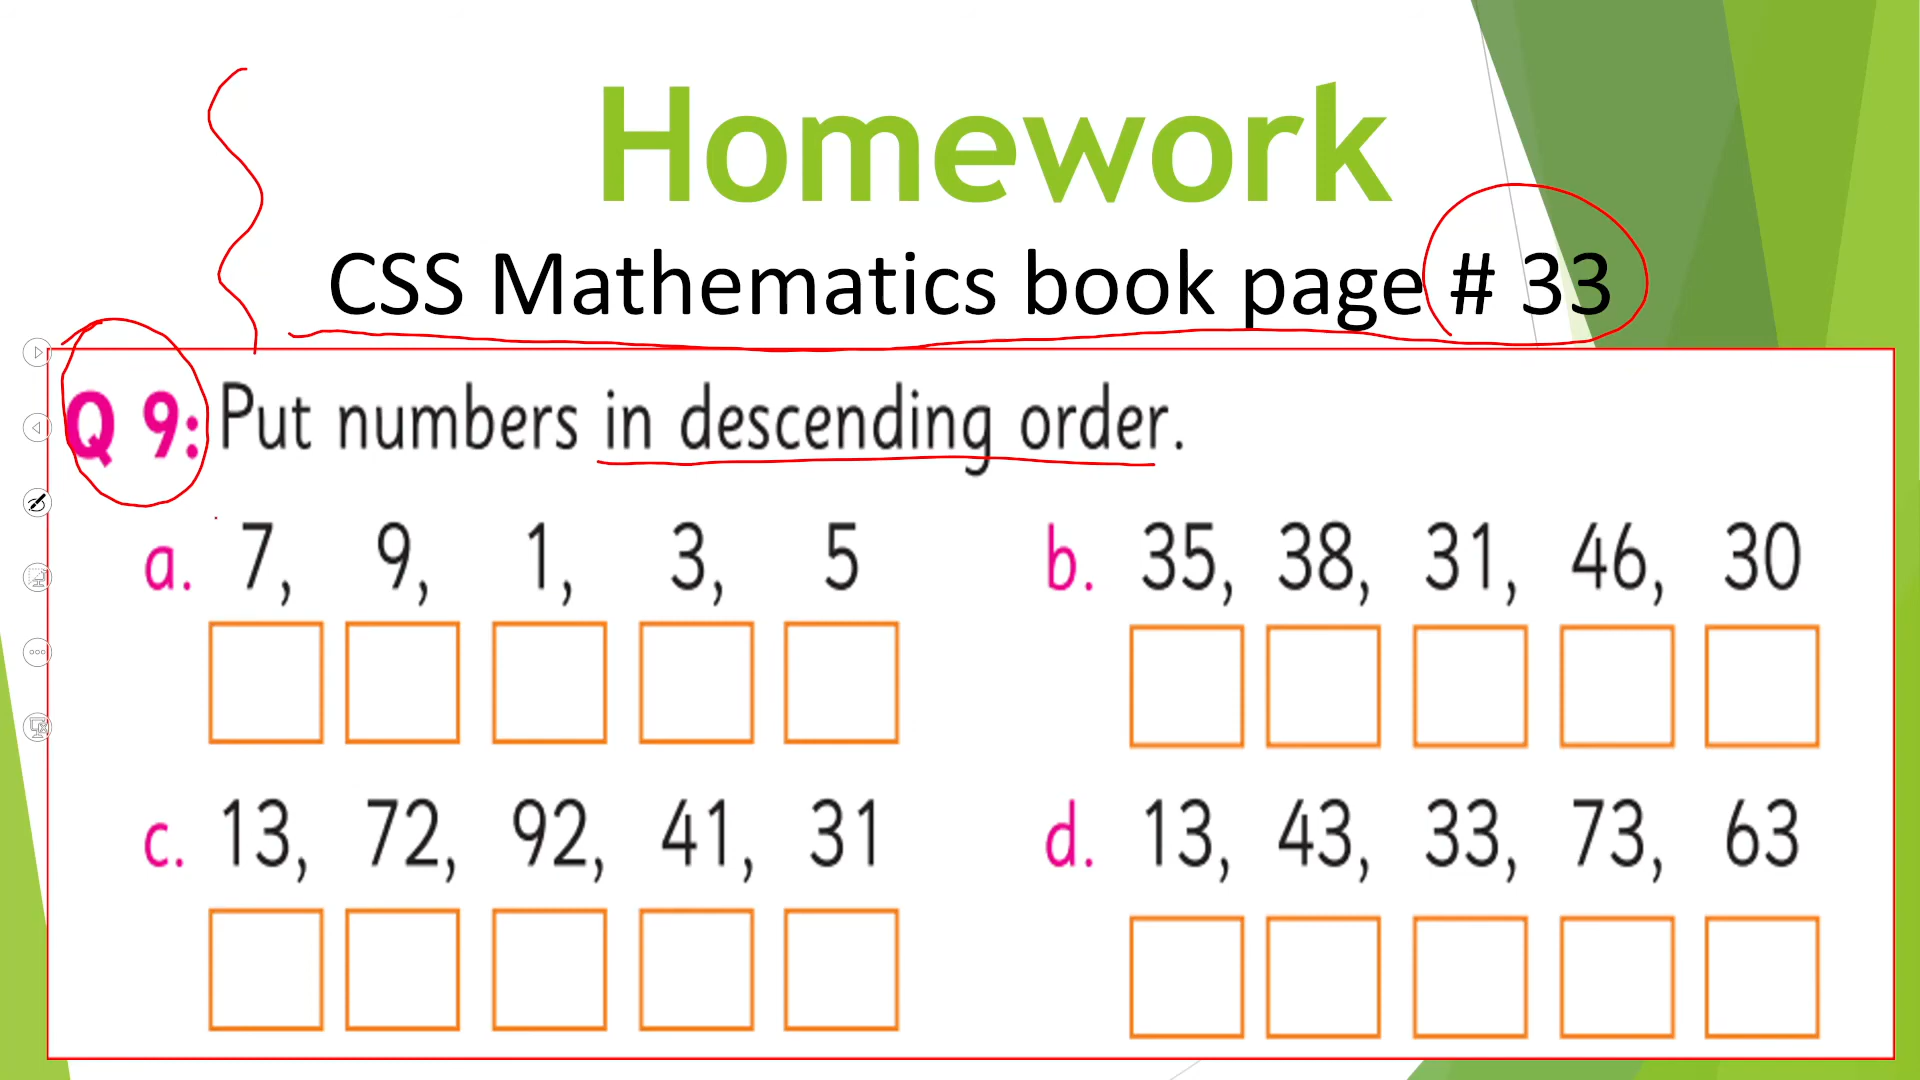 Homework
CSS Mathematics book page # 33
Q 9: Put numbers in descending order.
a. 7, 9, 1, 3, 5
b. 35, 38, 31, 46, 30
c. 13, 72, 92, 41, 31
d. 13, 43, 33, 73, 63